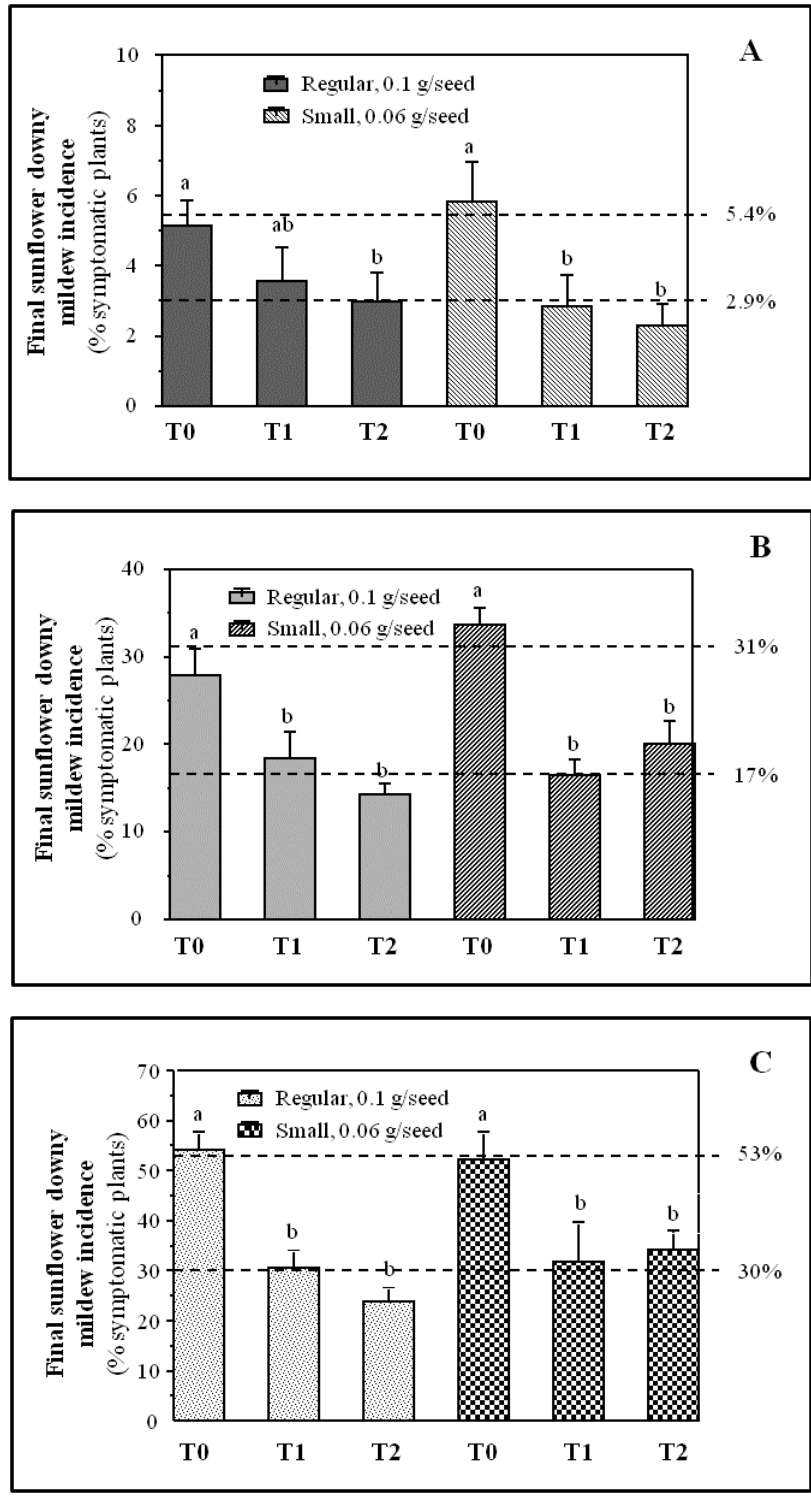 A
10
8
6
4
2
0
Final sunflower downy
mildew incidence
(% symptomatic plants)
Regular, 0.1 g/seed
Small, 0.06 g/seed
a
ab
b
a
b
b
5.4%
2.9%
T0 T1 T2 T0 T1 T2
B
40
30
20
10
0
Final sunflower downy
mildew incidence
(% symptomatic plants)
Regular, 0.1 g/seed
Small, 0.06 g/seed
a
b
b
a
b
b
31%
17%
T0 T1 T2 T0 T1 T2
C
70
60
50
40
30
20
10
0
Final sunflower downy
mildew incidence
(% symptomatic plants)
Regular, 0.1 g/seed
Small, 0.06 g/seed
a
b
b
a
b
b
53%
30%
T0 T1 T2 T0 T1 T2